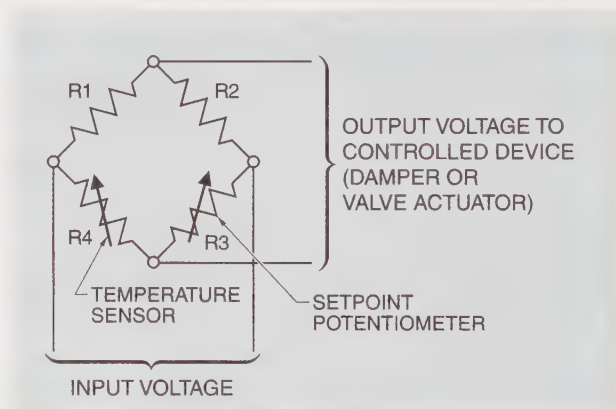 R1
R2
OUTPUT VOLTAGE TO
CONTROLLED DEVICE
(DAMPER OR
VALVE ACTUATOR)
R4
R3
TEMPERATURE
SENSOR
SETPOINT
POTENTIOMETER
INPUT VOLTAGE